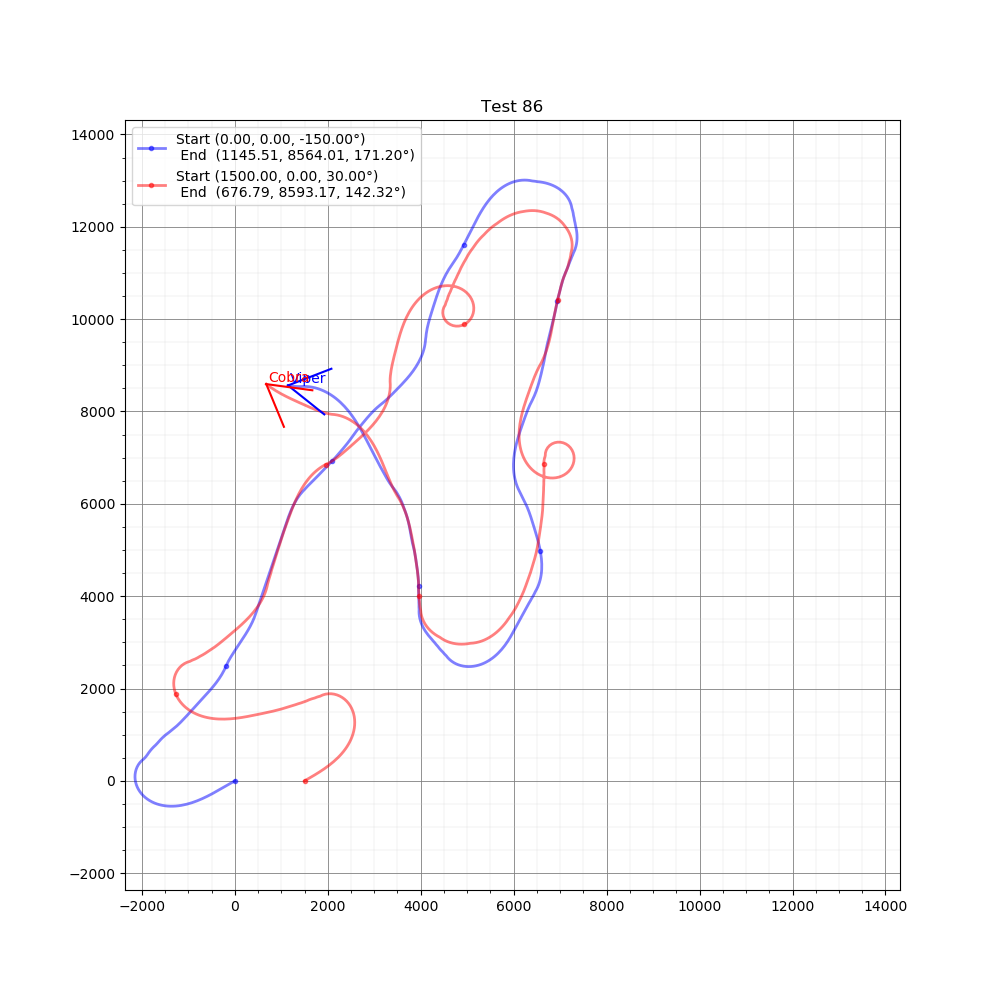 Test 86
Start (0.00, 0.00, -150.00°)
End (1145.51, 8564.01, 171.20°)
Start (1500.00, 0.00, 30.00°)
End (676.79, 8593.17, 142.32°)
14000
12000
10000
8000
6000
4000
2000
0
−2000
Cobra
Viper
−2000 0 2000 4000 6000 8000 10000 12000 14000